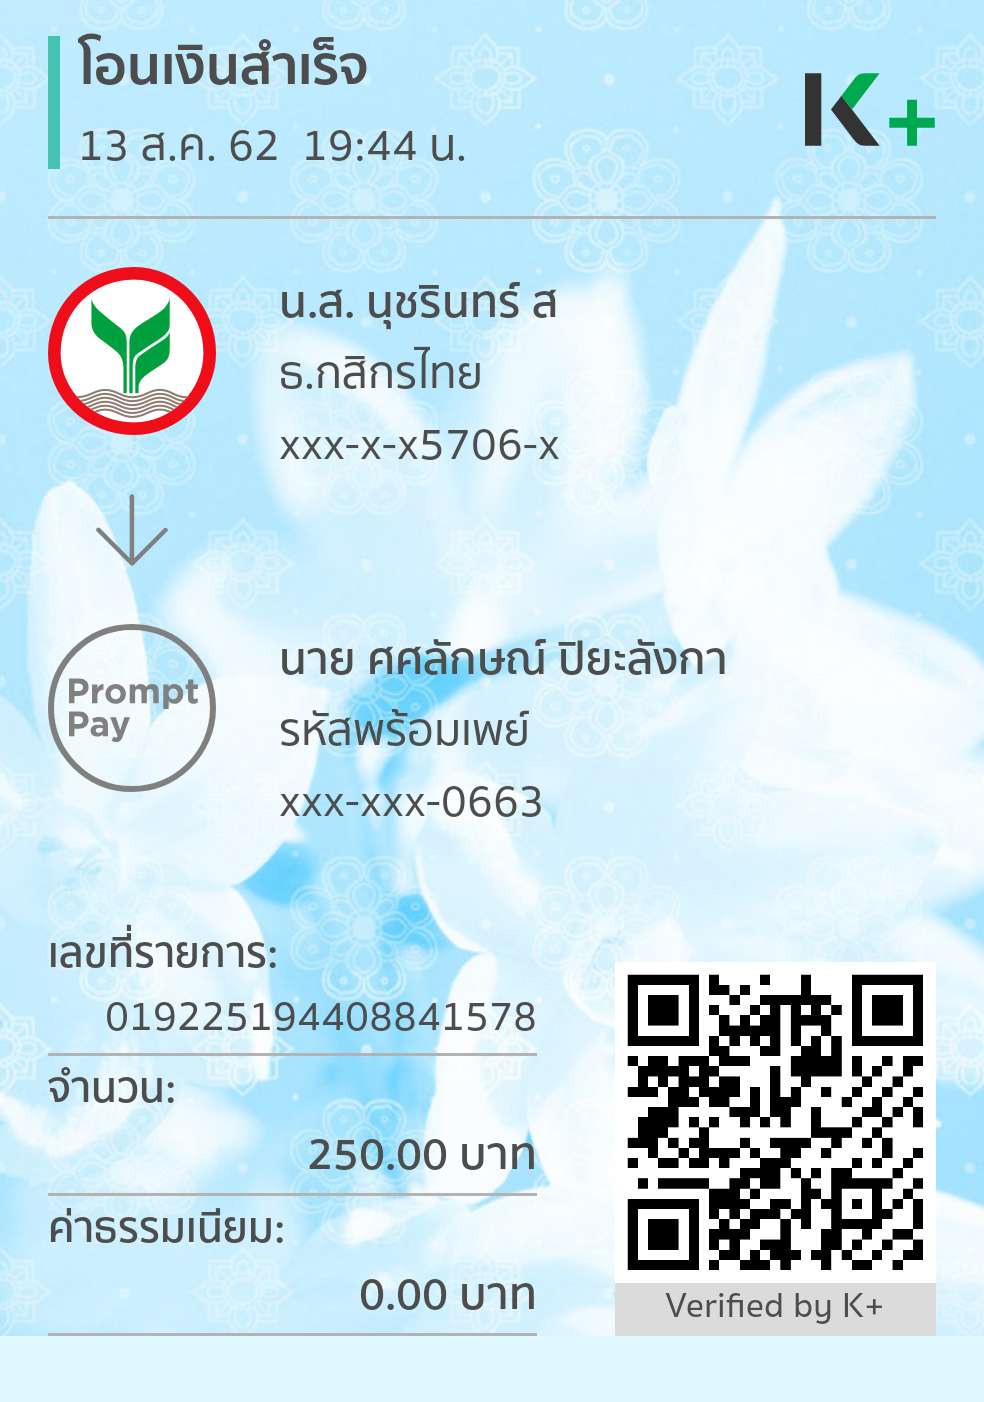 โอนเงินสำเร็จ
13 ส.ค. 62 19:44 น.
K+
น.ส. นุชรินทร์ ส
ธ.กสิกรไทย
xxx-x-x5706-x
Prompt
Pay
นาย ศศลักษณ์ ปิยะลังกา
รหัสพร้อมเพย์
xxx-xxx-0663
เลขที่รายการ:
019225194408841578
จำนวน:
250.00 บาท
ค่าธรรมเนียม:
0.00 บาท
Verified by K+